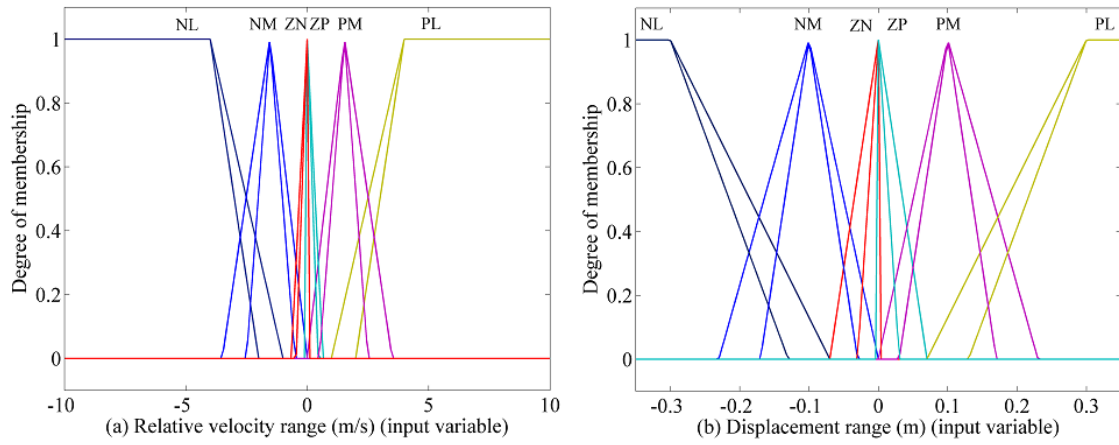 NL NM ZN ZP PM PL
1
0.8
0.6
0.4
0.2
0
Degree of membership
-10 -5 0 5 10
(a) Relative velocity range (m/s) (input variable)
NL NM ZN ZP PM PL
1
0.8
0.6
0.4
0.2
0
Degree of membership
-0.3 -0.2 -0.1 0 0.1 0.2 0.3
(b) Displacement range (m) (input variable)